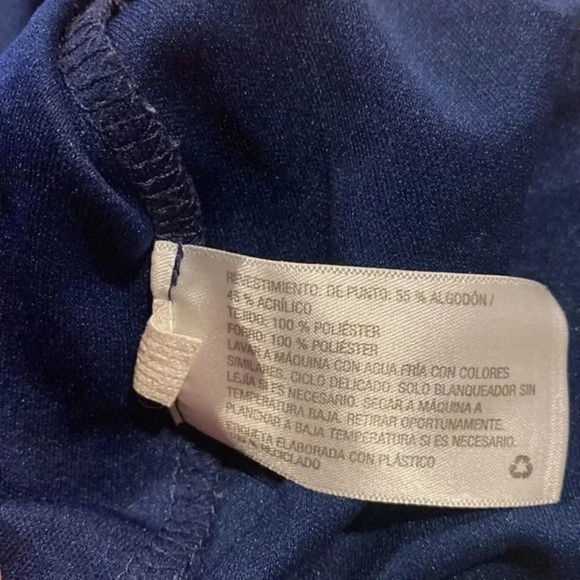 REVESTIMIENTO: DE PUNTO: 55 % ALGODÓN /
45 % ACRÍLICO
TEJIDO: 100 % POLIÉSTER
FORRO: 100 % POLIÉSTER
LAVAR A MÁQUINA CON AGUA FRÍA CON COLORES
SIMILARES. CICLO DELICADO. SOLO BLANQUEADOR SIN
LEJÍA SI ES NECESARIO. SECAR A MÁQUINA A
TEMPERATURA BAJA. RETIRAR OPORTUNAMENTE.
PLANCHAR A BAJA TEMPERATURA SI ES NECESARIO.
ETIQUETA ELABORADA CON PLÁSTICO
RECICLADO